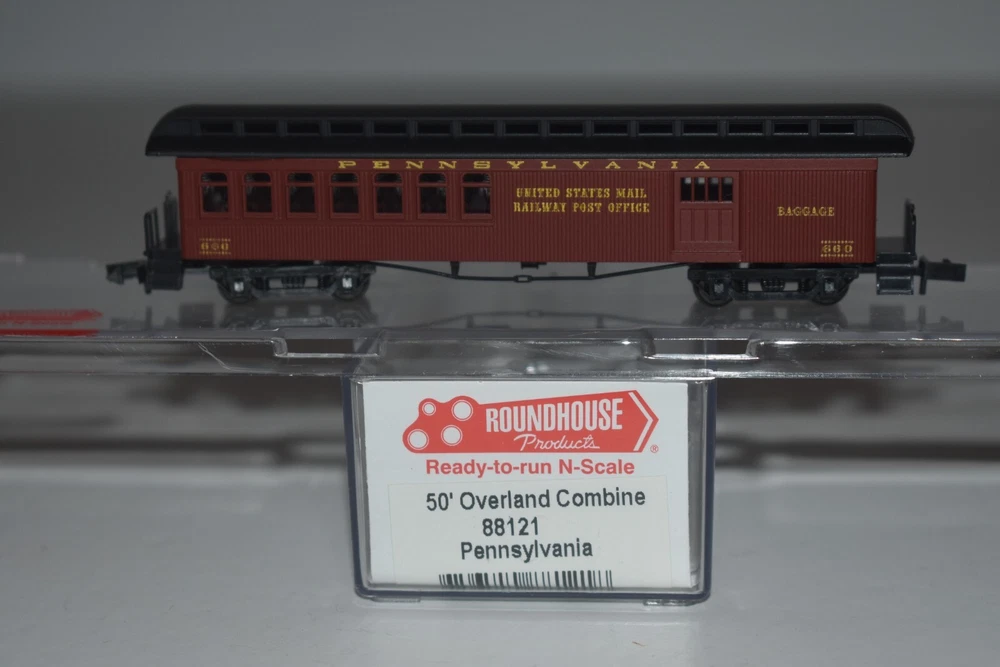 PENNSYLVANIA
UNITED STATES MAIL
RAILWAY POST OFFICE
BAGGAGE
660
ROUNDHOUSE
Products
®
Ready-to-run N-Scale
50' Overland Combine
88121
Pennsylvania